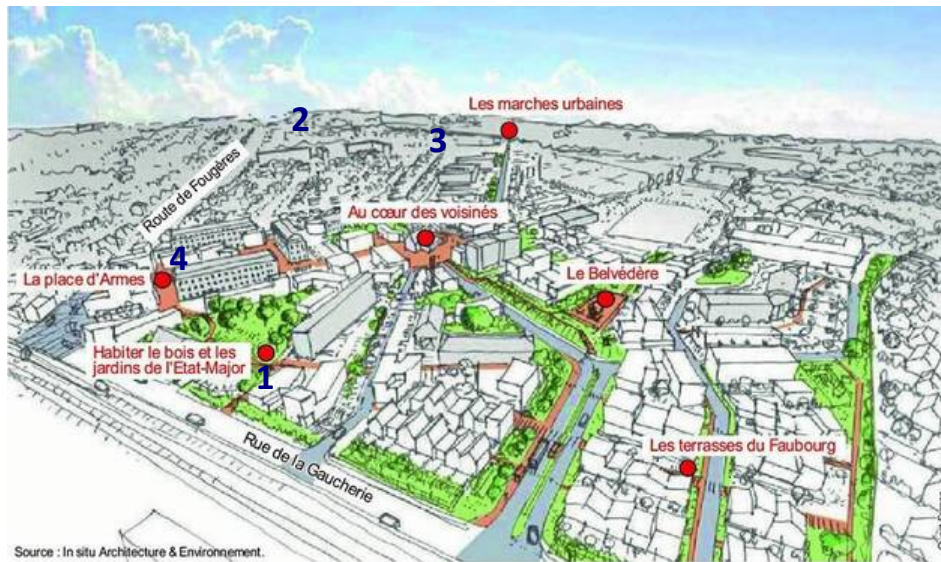 Les marches urbaines
2
3
Route de Fougères
Au cœur des voisinés
4
La place d'Armes
Le Belvédère
Habiter le bois et les
jardins de l'Etat-Major
1
Rue de la Gaucherie
Les terrasses du Faubourg
Source : In situ Architecture & Environnement.